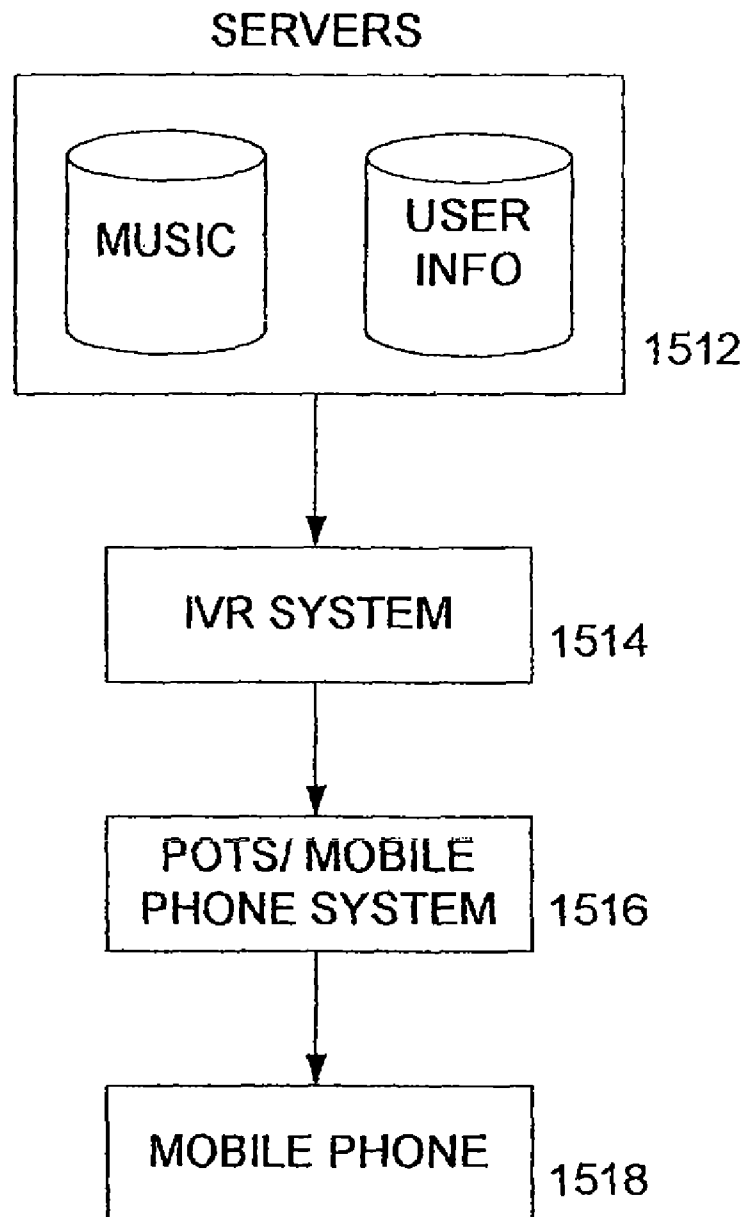 SERVERS
MUSIC
USER
INFO
1512
IVR SYSTEM
1514
POTS/ MOBILE
PHONE SYSTEM
1516
MOBILE PHONE
1518